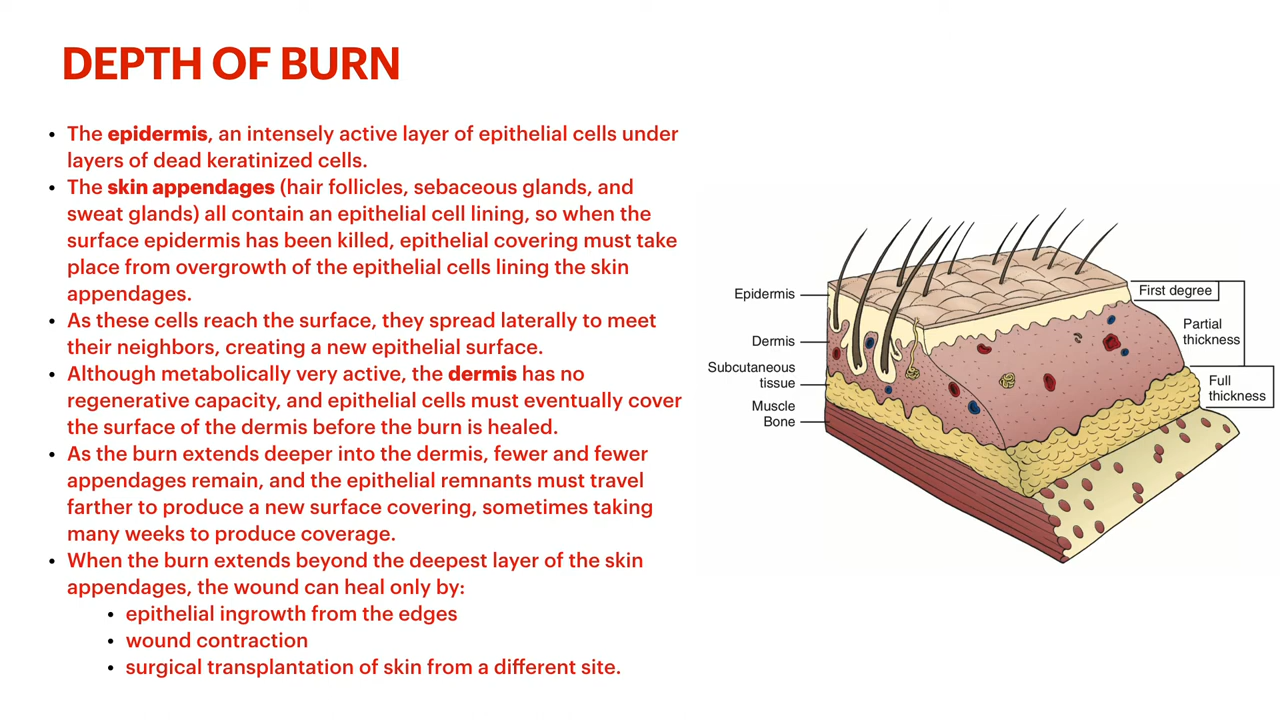 DEPTH OF BURN
• The epidermis, an intensely active layer of epithelial cells under
layers of dead keratinized cells.
• The skin appendages (hair follicles, sebaceous glands, and
sweat glands) all contain an epithelial cell lining, so when the
surface epidermis has been killed, epithelial covering must take
place from overgrowth of the epithelial cells lining the skin
appendages.
• As these cells reach the surface, they spread laterally to meet
their neighbors, creating a new epithelial surface.
• Although metabolically very active, the dermis has no
regenerative capacity, and epithelial cells must eventually cover
the surface of the dermis before the burn is healed.
• As the burn extends deeper into the dermis, fewer and fewer
appendages remain, and the epithelial remnants must travel
farther to produce a new surface covering, sometimes taking
many weeks to produce coverage.
• When the burn extends beyond the deepest layer of the skin
appendages, the wound can heal only by:
• epithelial ingrowth from the edges
• wound contraction
• surgical transplantation of skin from a different site.
Epidermis
Dermis
Subcutaneous
tissue
Muscle
Bone
First degree
Partial
thickness
Full
thickness